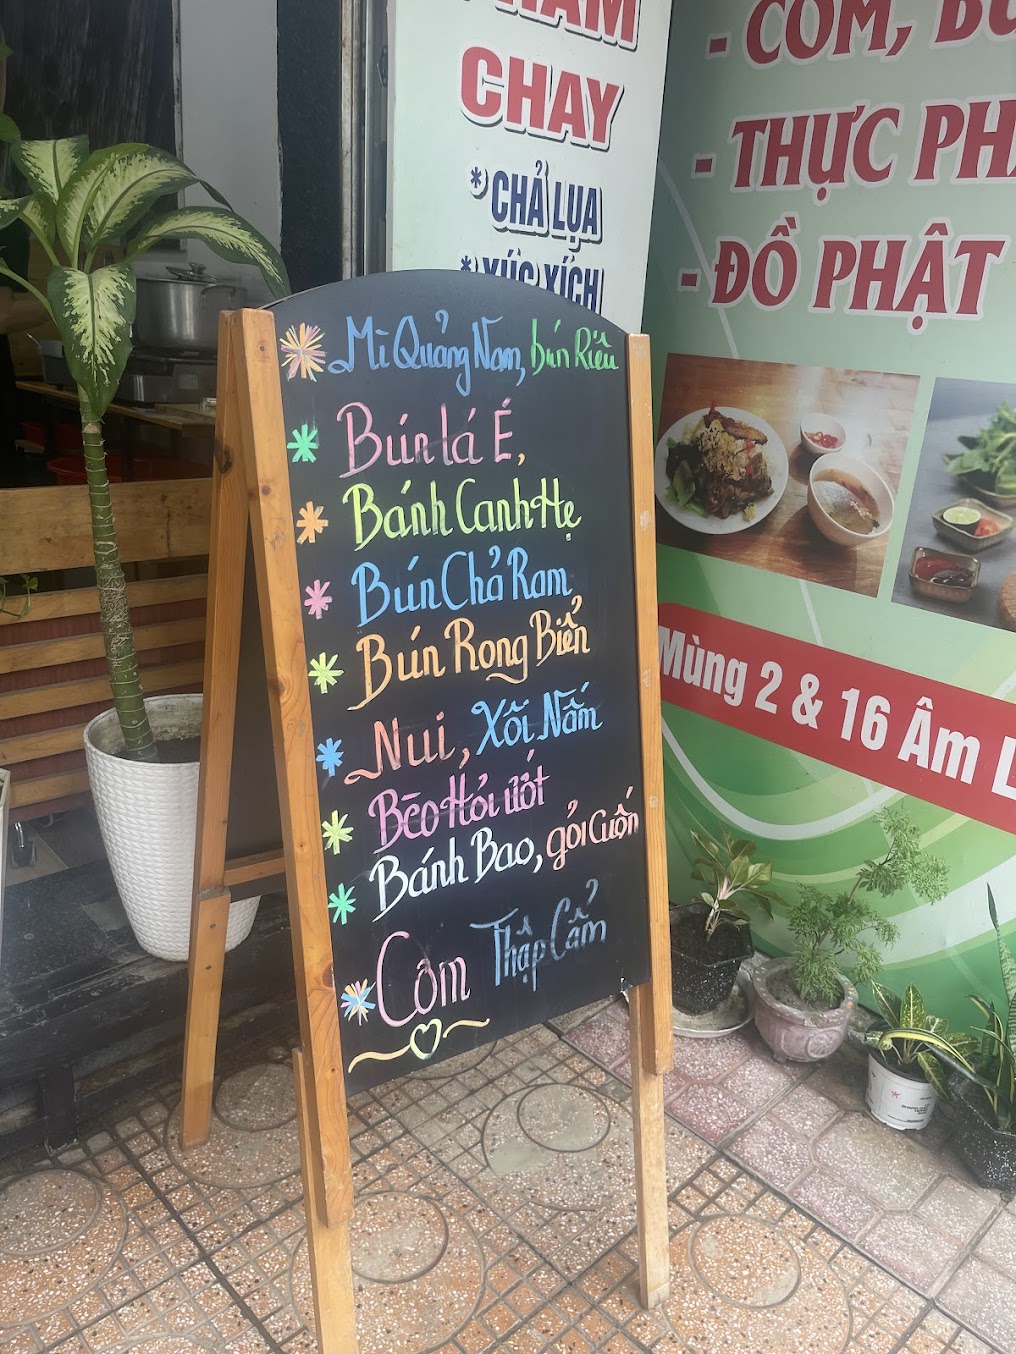 CHAY
* CHẢ LỤA
* XÚC XÍCH
- CƠM,
- THỰC
- ĐỒ PHẬT
Mùng 2 & 16 Âm
Mì Quảng Nam, bún Riêu
Bún lá É,
Bánh Canh Hẹ
Bún Chả Ram
Bún Rong Biển
Nui, Xôi Nấm
Bèo Hỏi ướt
Bánh Bao, gỏi Cuốn
Cơm Thập Cẩm